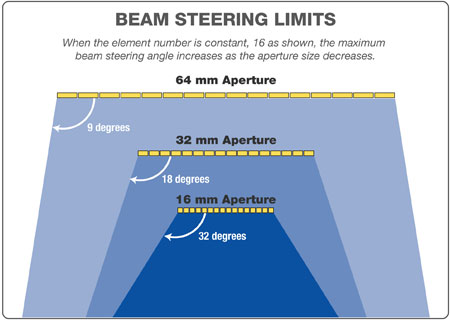 BEAM STEERING LIMITS
When the element number is constant, 16 as shown, the maximum
beam steering angle increases as the aperture size decreases.
64 mm Aperture
9 degrees
32 mm Aperture
18 degrees
16 mm Aperture
32 degrees